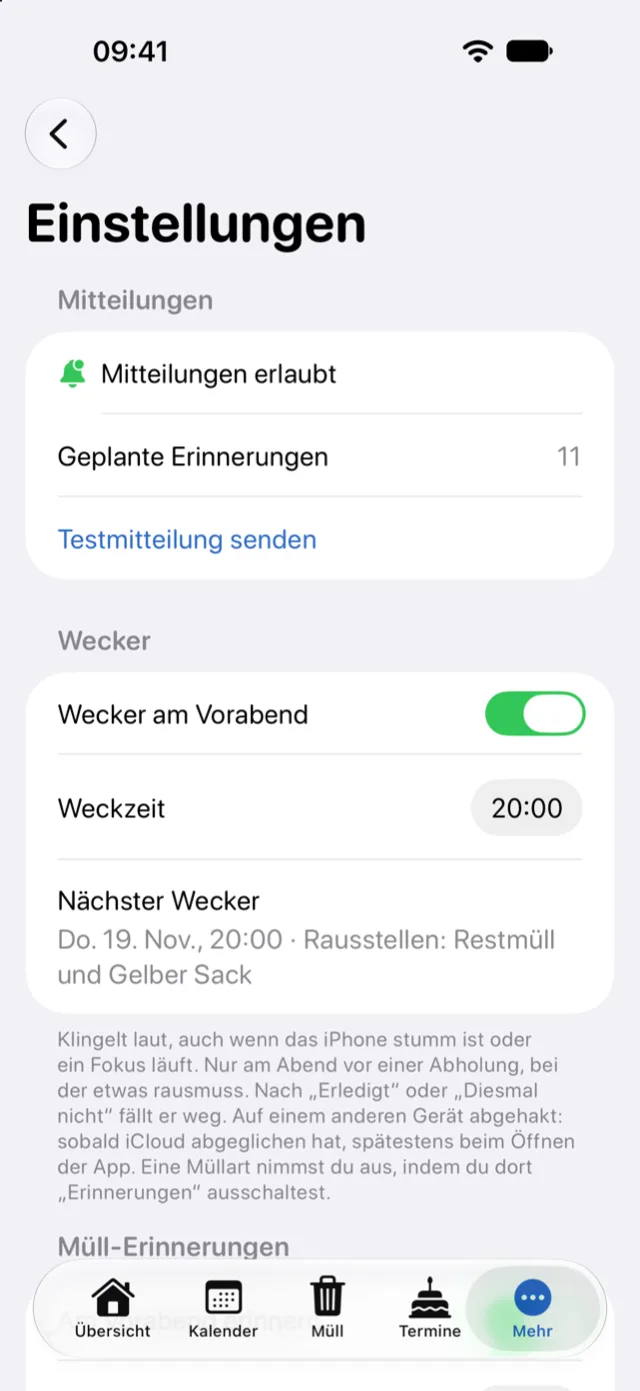 09:41
Einstellungen
Mitteilungen
Mitteilungen erlaubt
Geplante Erinnerungen 11
Testmitteilung senden
Wecker
Wecker am Vorabend
Weckzeit 20:00
Nächster Wecker
Do. 19. Nov., 20:00 · Rausstellen: Restmüll
und Gelber Sack
Klingelt laut, auch wenn das iPhone stumm ist oder
ein Fokus läuft. Nur am Abend vor einer Abholung, bei
der etwas rausmuss. Nach „Erledigt“ oder „Diesmal
nicht“ fällt er weg. Auf einem anderen Gerät abgehakt:
sobald iCloud abgeglichen hat, spätestens beim Öffnen
der App. Eine Müllart nimmst du aus, indem du dort
„Erinnerungen“ ausschaltest.
Müll-Erinnerungen
Übersicht Kalender Müll Termine Mehr